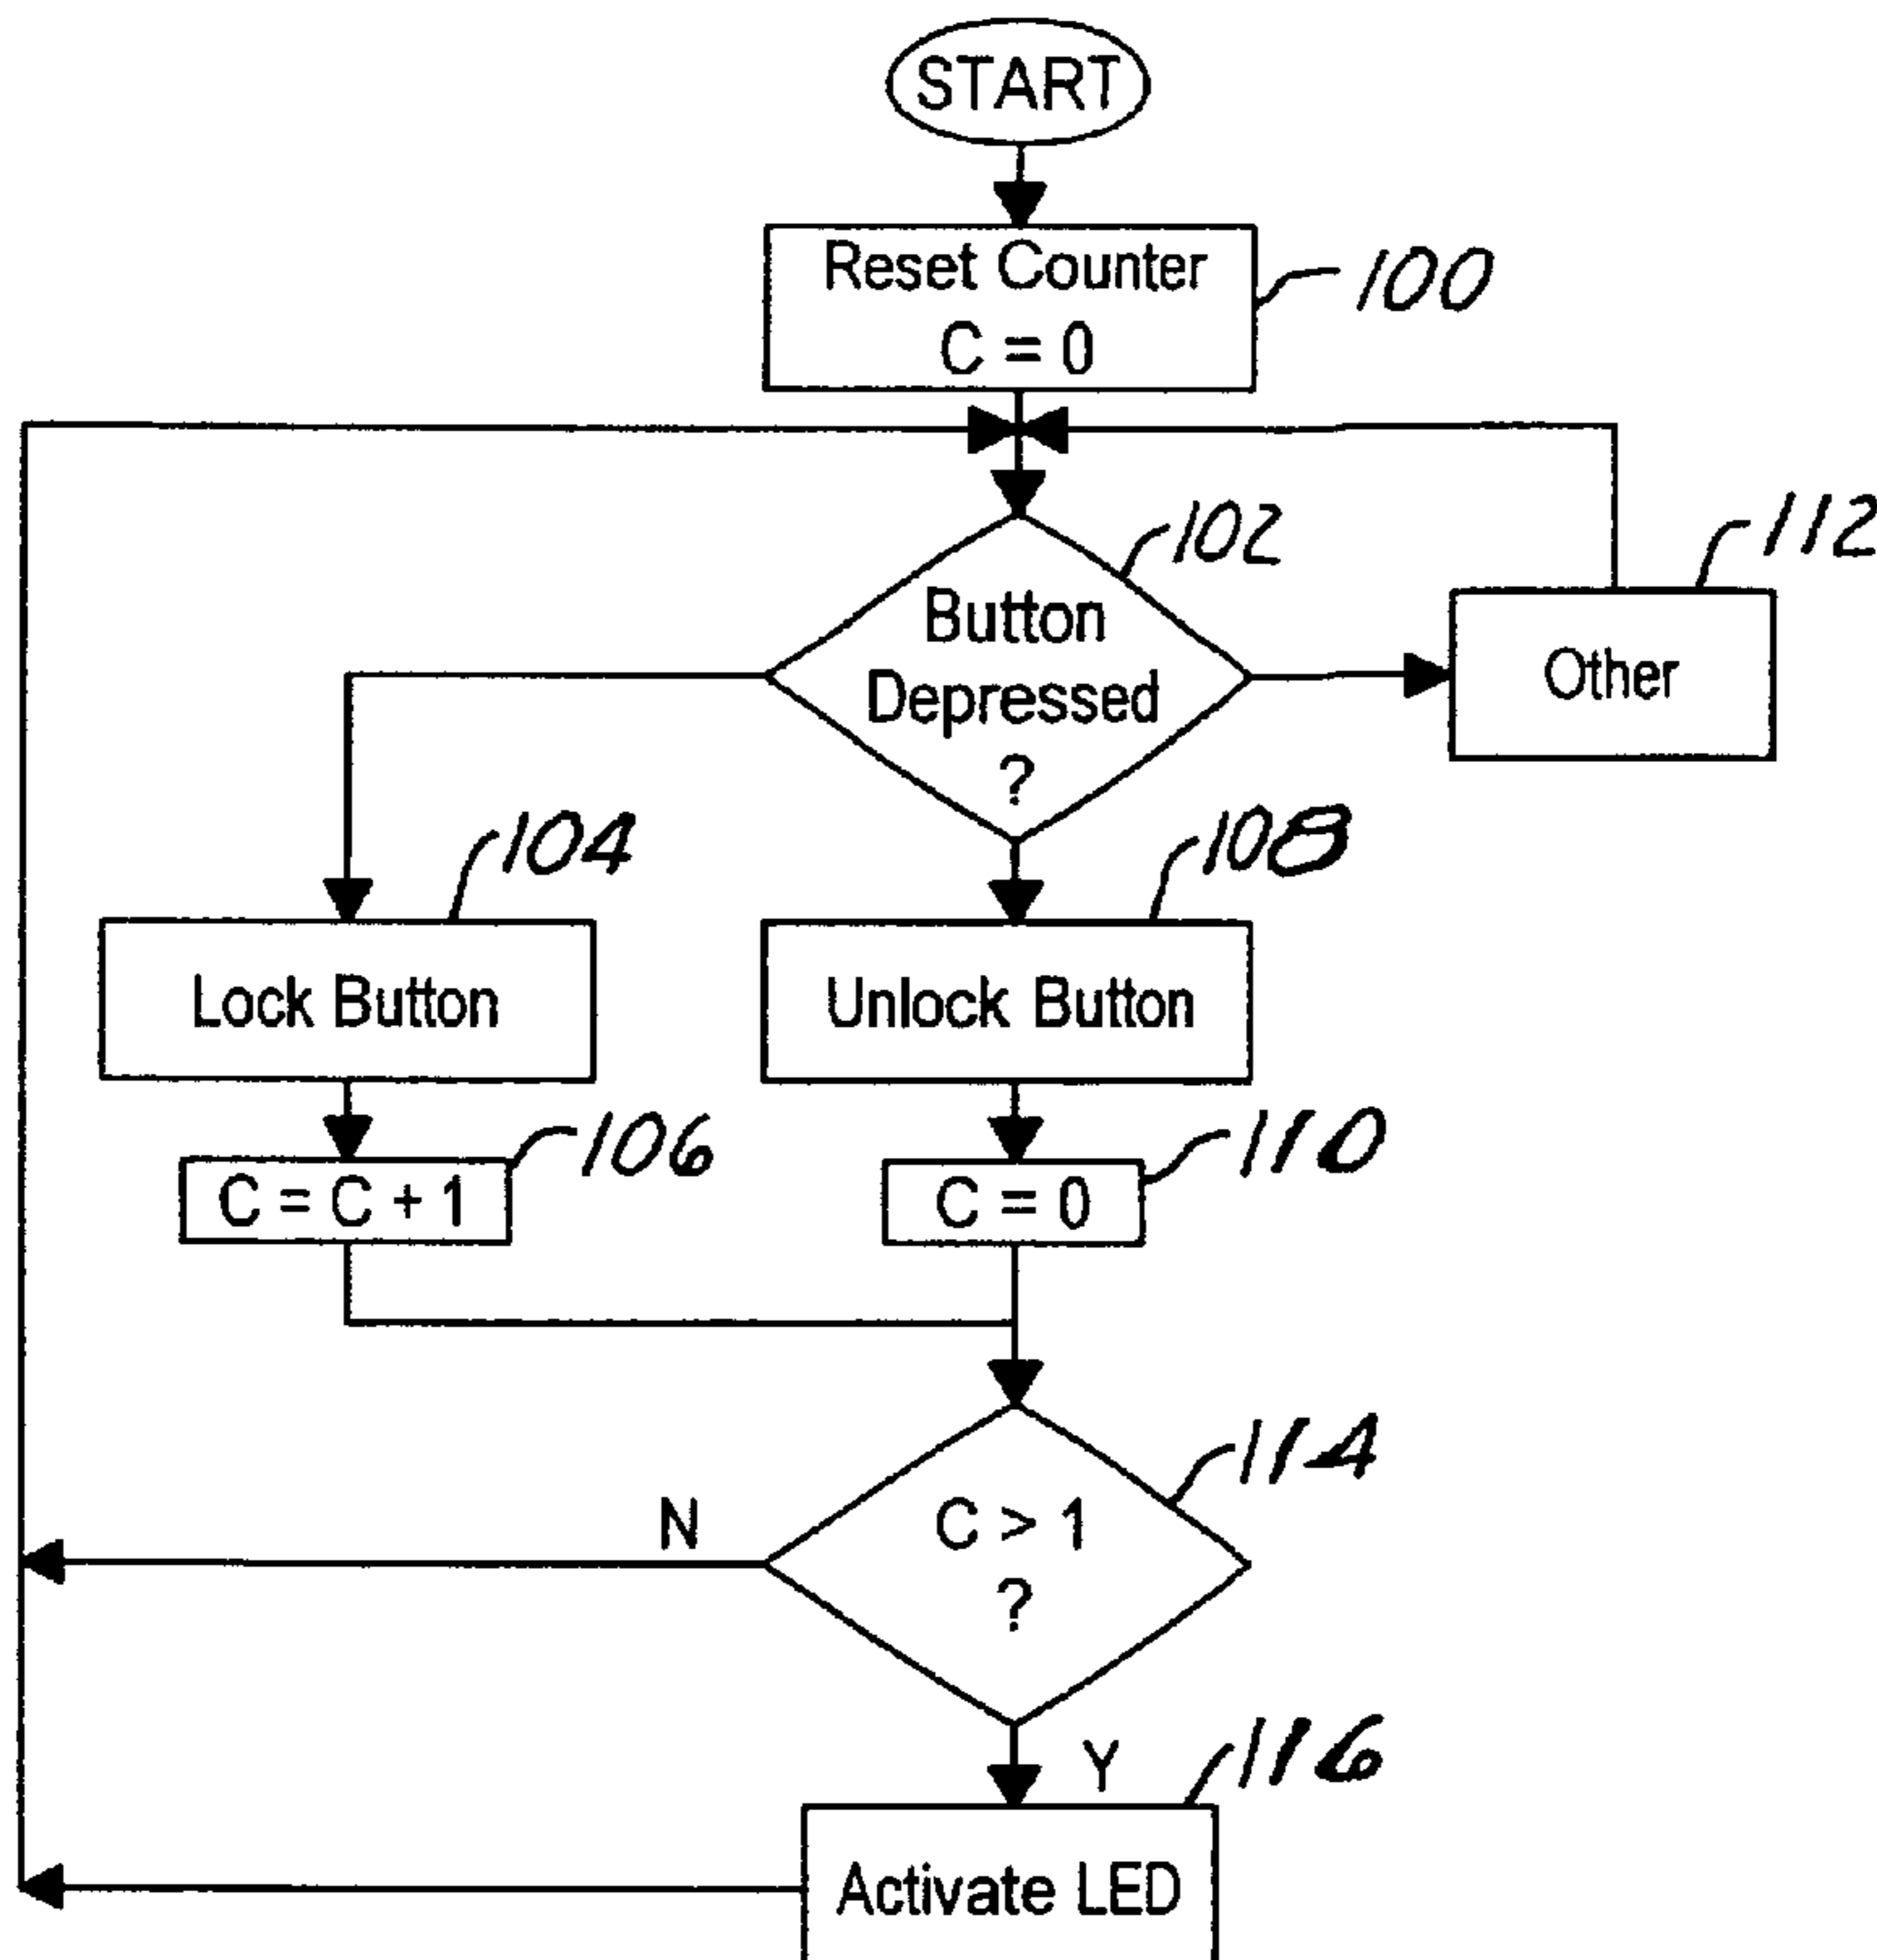 START
Reset Counter
C = 0
100
102
112
Button
Depressed
?
Other
104
108
Lock Button
Unlock Button
106
110
C = C + 1
C = 0
114
N
C > 1
?
Y
116
Activate LED